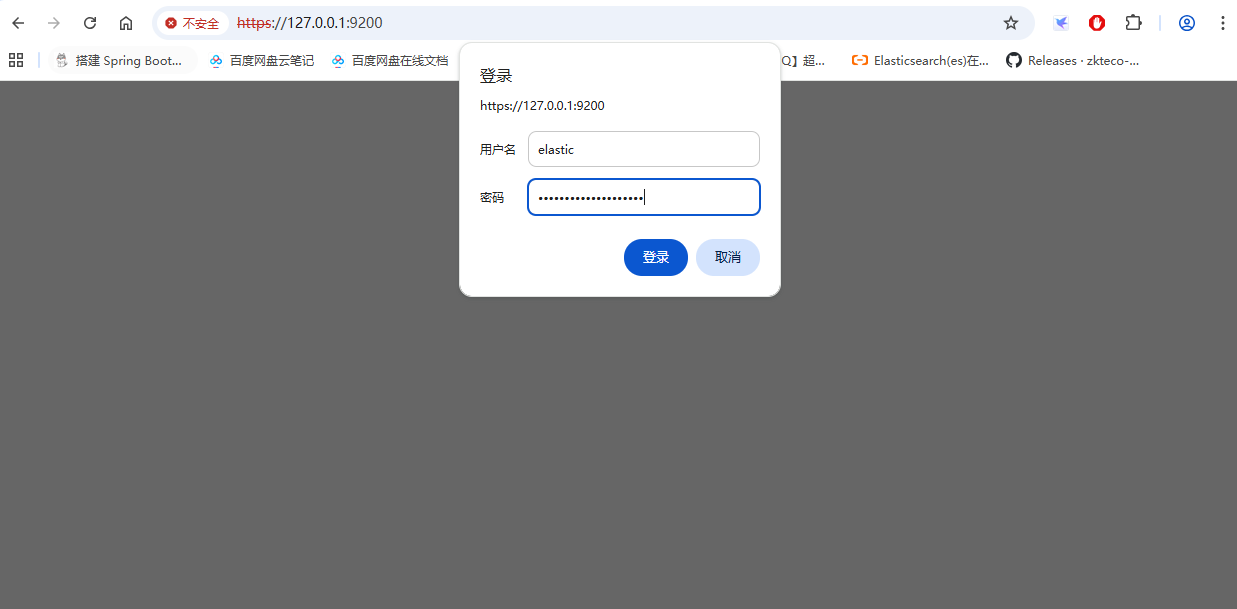 不安全 https://127.0.0.1:9200
搭建 Spring Boot... 百度网盘云笔记 百度网盘在线文档 Q】超... Elasticsearch(es)在... Releases · zkteco-...
登录
https://127.0.0.1:9200
用户名 elastic
密码 ••••••••••••••••••••
登录 取消